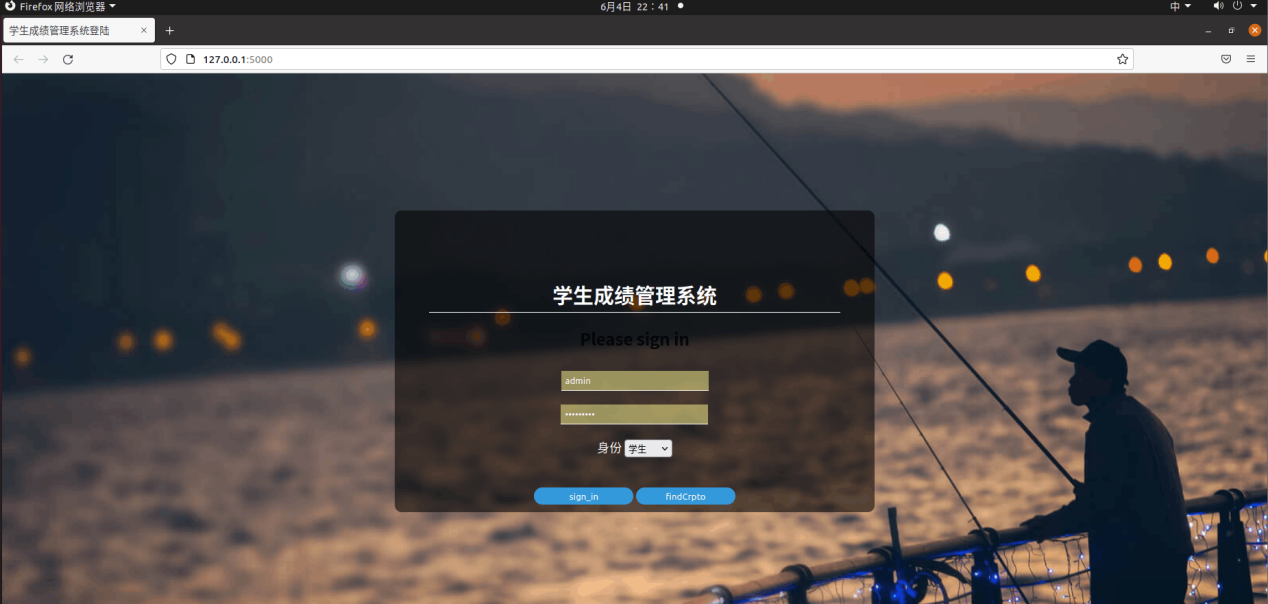 Firefox 网络浏览器 6月4日 22：41 中
学生成绩管理系统登陆
127.0.0.1:5000
学生成绩管理系统
Please sign in
admin
•••••••••
身份 学生
sign_in findCrpto